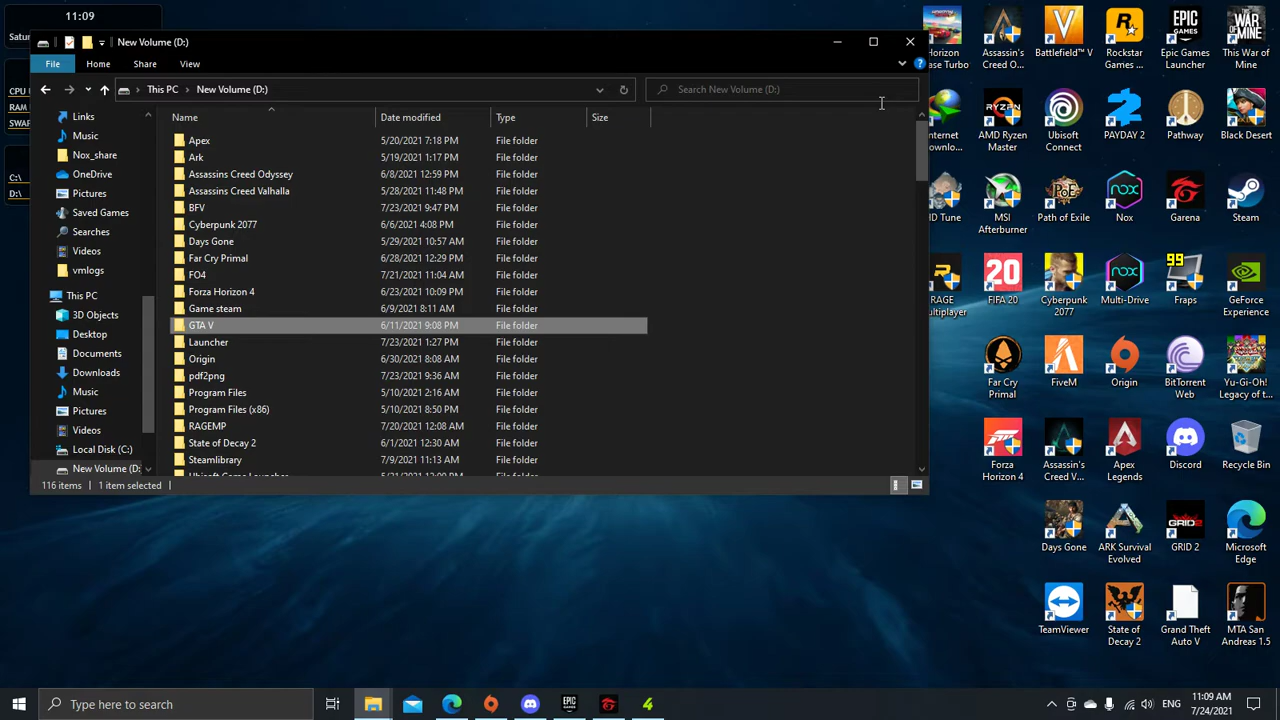 11:09
Satur
CPU
RAM
SWAP
C:\
D:\
New Volume (D:)
File Home Share View
This PC New Volume (D:)
Search New Volume (D:)
Name Date modified Type Size
Links
Music
Nox_share
OneDrive
Pictures
Saved Games
Searches
Videos
vmlogs
This PC
3D Objects
Desktop
Documents
Downloads
Music
Pictures
Videos
Local Disk (C:)
New Volume (D:
Apex 5/20/2021 7:18 PM File folder
Ark 5/19/2021 1:17 PM File folder
Assassins Creed Odyssey 6/8/2021 12:59 PM File folder
Assassins Creed Valhalla 5/28/2021 11:48 PM File folder
BFV 7/23/2021 9:47 PM File folder
Cyberpunk 2077 6/6/2021 4:08 PM File folder
Days Gone 5/29/2021 10:57 AM File folder
Far Cry Primal 6/28/2021 12:29 PM File folder
FO4 7/21/2021 11:04 AM File folder
Forza Horizon 4 6/23/2021 10:09 PM File folder
Game steam 6/9/2021 8:11 AM File folder
GTA V 6/11/2021 9:08 PM File folder
Launcher 7/23/2021 1:27 PM File folder
Origin 6/30/2021 8:08 AM File folder
pdf2png 7/23/2021 9:36 AM File folder
Program Files 5/10/2021 2:16 AM File folder
Program Files (x86) 5/10/2021 8:50 PM File folder
RAGEMP 7/20/2021 12:08 AM File folder
State of Decay 2 6/1/2021 12:30 AM File folder
Steamlibrary 7/9/2021 11:13 AM File folder
116 items 1 item selected
Horizon
ase Turbo
Assassin's
Creed O...
Battlefield™ V
Rockstar
Games ...
Epic Games
Launcher
This War of
Mine
Internet
Downlo...
AMD Ryzen
Master
Ubisoft
Connect
PAYDAY 2
Pathway
Black Desert
HD Tune
MSI
Afterburner
Path of Exile
Nox
Garena
Steam
RAGE
Multiplayer
FIFA 20
Cyberpunk
2077
Multi-Drive
Fraps
GeForce
Experience
Far Cry
Primal
FiveM
Origin
BitTorrent
Web
Yu-Gi-Oh!
Legacy of t...
Forza
Horizon 4
Assassin's
Creed V...
Apex
Legends
Discord
Recycle Bin
Days Gone
ARK Survival
Evolved
GRID 2
Microsoft
Edge
TeamViewer
State of
Decay 2
Grand Theft
Auto V
MTA San
Andreas 1.5
Type here to search
ENG
11:09 AM
7/24/2021